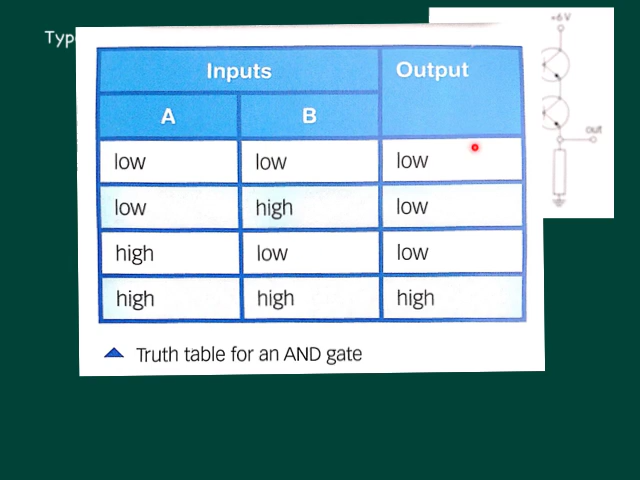 Typ
+6V
Inputs Output
A B
out
low low low
low high low
high low low
high high high
Truth table for an AND gate